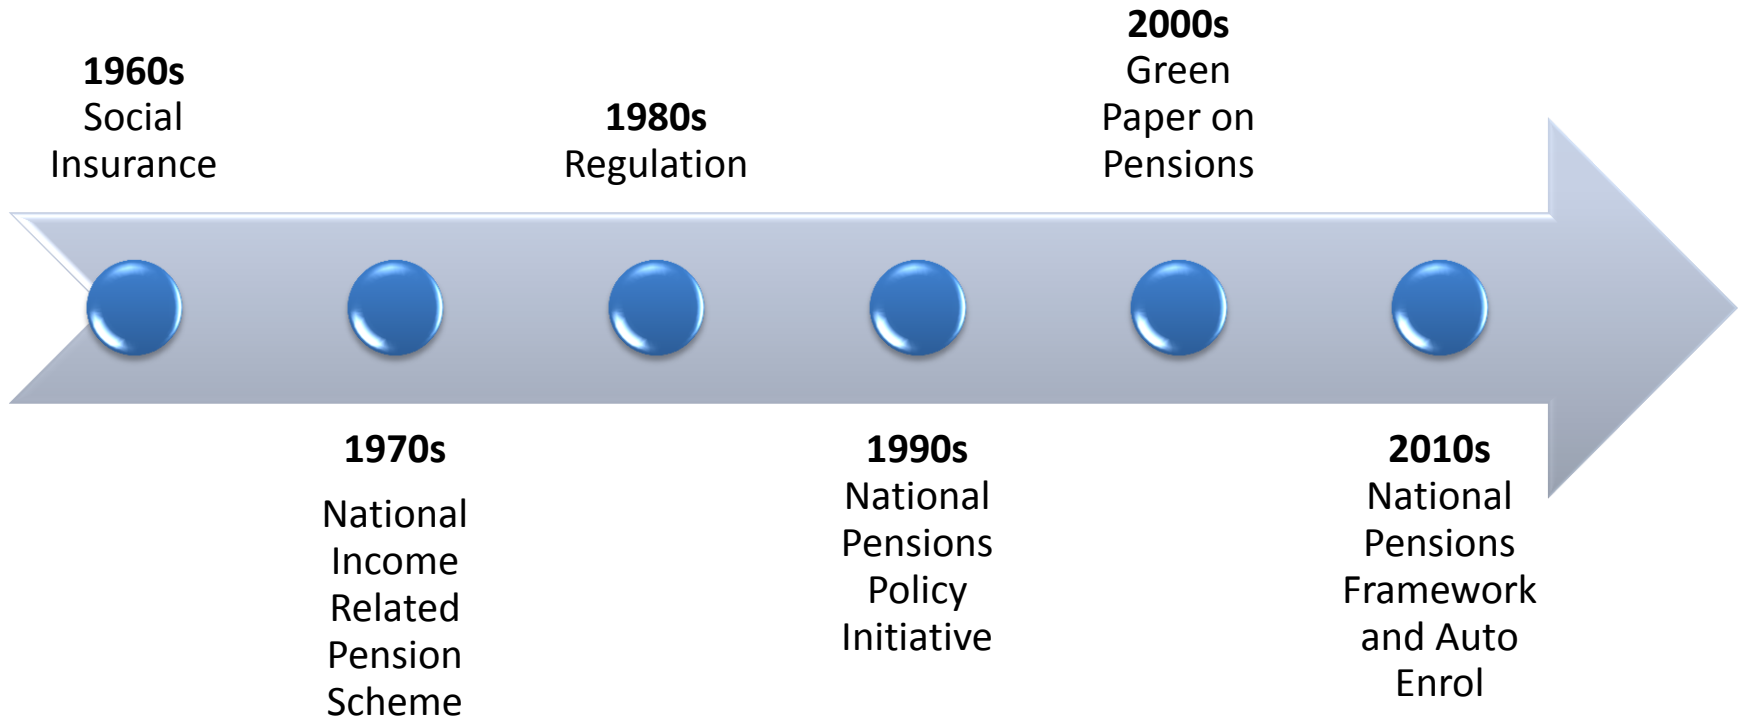 1960s
Social
Insurance
1970s
National
Income
Related
Pension
Scheme
1980s
Regulation
1990s
National
Pensions
Policy
Initiative
2000s
Green
Paper on
Pensions
2010s
National
Pensions
Framework
and Auto
Enrol